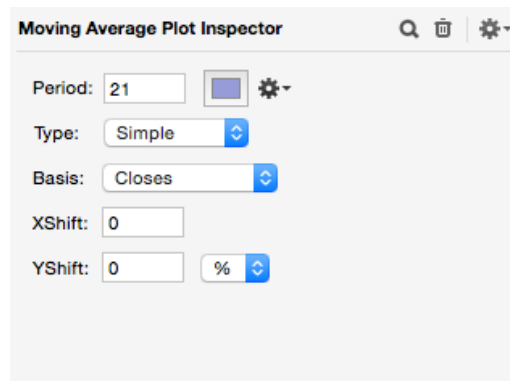 Moving Average Plot Inspector
Period: 21
Type: Simple
Basis: Closes
XShift: 0
YShift: 0 %